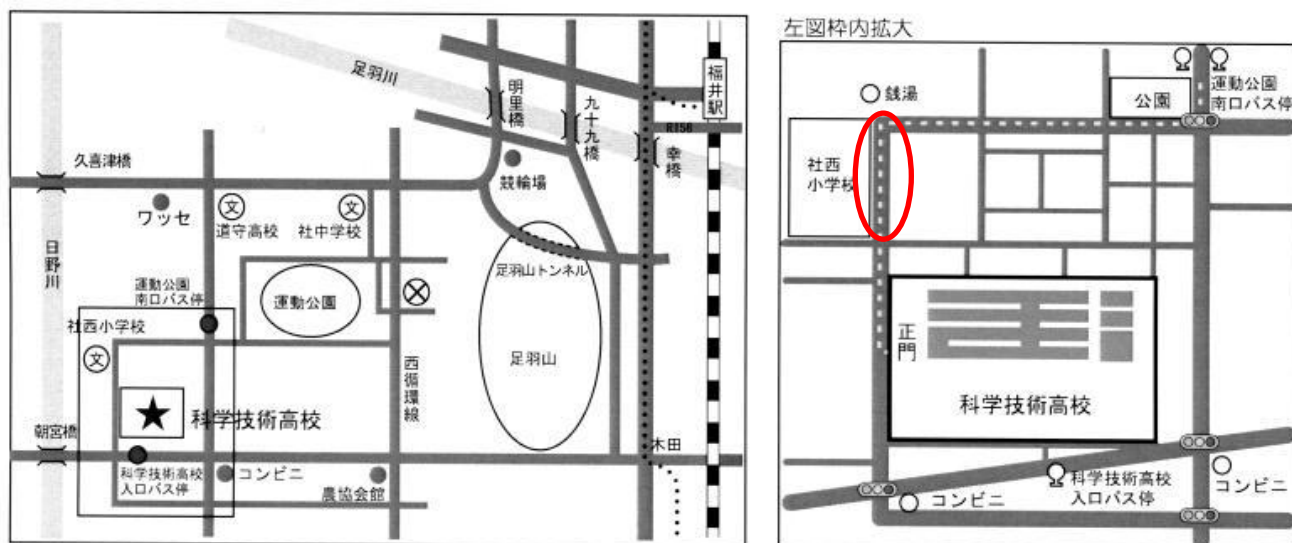 足羽川
明里橋
九十九橋
幸橋
福井駅
R158
久喜津橋
ワッセ
文
道守高校
文
社中学校
競輪場
日野川
運動公園
南口バス停
運動公園
足羽山トンネル
足羽山
社西小学校
文
西循環線
科学技術高校
朝宮橋
木田
科学技術高校
入口バス停
コンビニ
農協会館
左図枠内拡大
銭湯
公園
運動公園
南口バス停
社西
小学校
正門
科学技術高校
コンビニ
科学技術高校
入口バス停
コンビニ